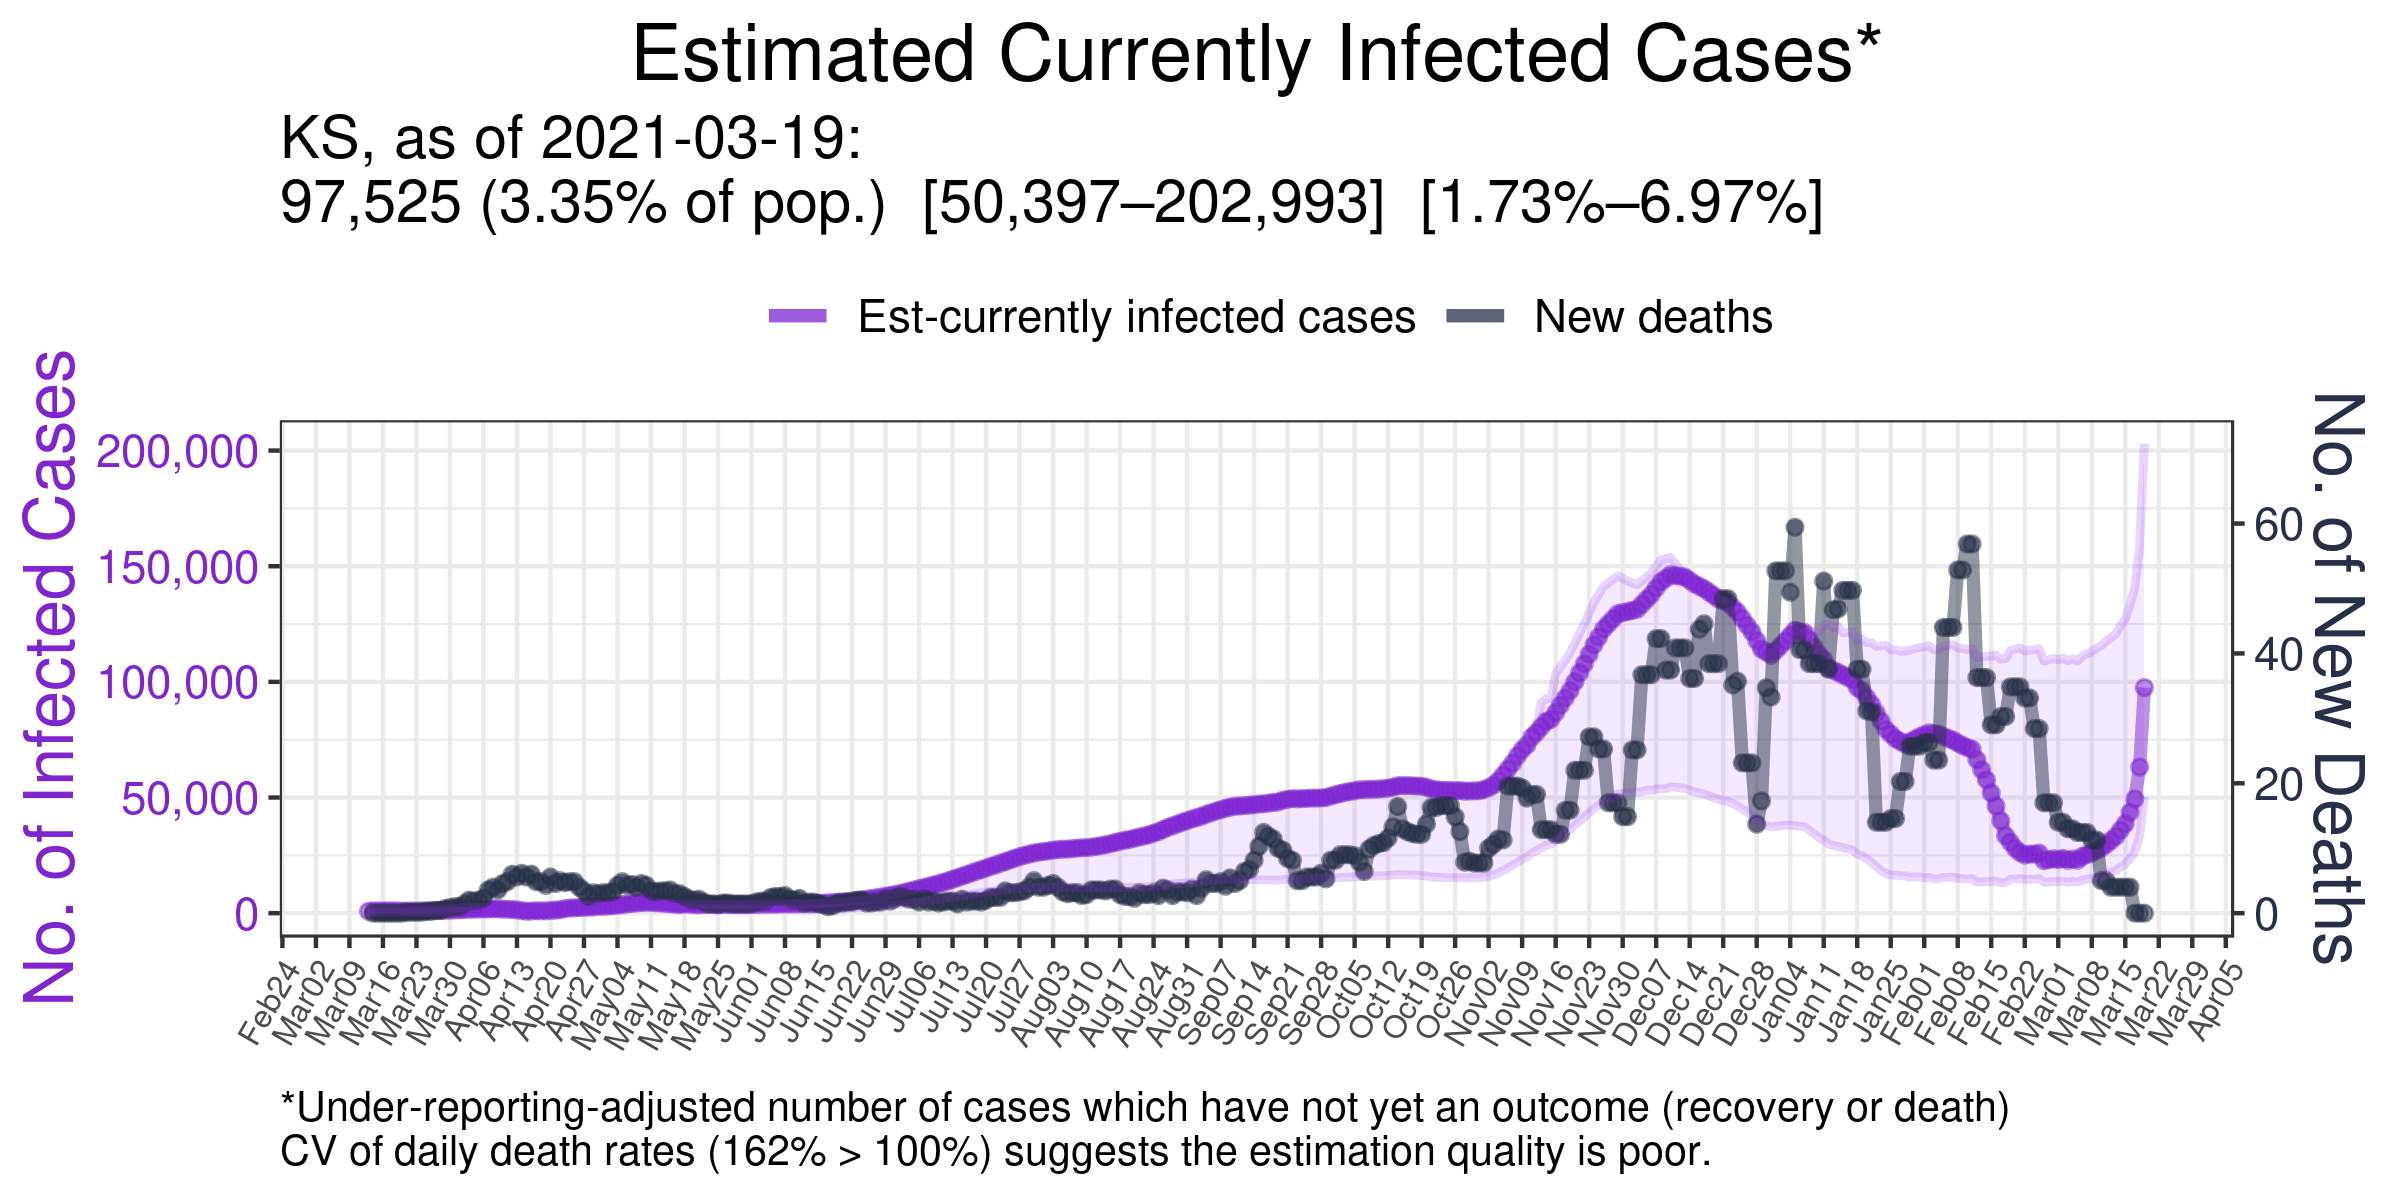 Estimated Currently Infected Cases*
KS, as of 2021-03-19:
97,525 (3.35% of pop.) [50,397–202,993] [1.73%–6.97%]
Est-currently infected cases
New deaths
No. of Infected Cases
200,000
150,000
100,000
50,000
0
60
40
20
0
No. of New Deaths
Feb24
Mar02
Mar09
Mar16
Mar23
Mar30
Apr06
Apr13
Apr20
Apr27
May04
May11
May18
May25
Jun01
Jun08
Jun15
Jun22
Jun29
Jul06
Jul13
Jul20
Jul27
Aug03
Aug10
Aug17
Aug24
Aug31
Sep07
Sep14
Sep21
Sep28
Oct05
Oct12
Oct19
Oct26
Nov02
Nov09
Nov16
Nov23
Nov30
Dec07
Dec14
Dec21
Dec28
Jan04
Jan11
Jan18
Jan25
Feb01
Feb08
Feb15
Feb22
Mar01
Mar08
Mar15
Mar22
Mar29
Apr05
*Under-reporting-adjusted number of cases which have not yet an outcome (recovery or death)
CV of daily death rates (162% > 100%) suggests the estimation quality is poor.